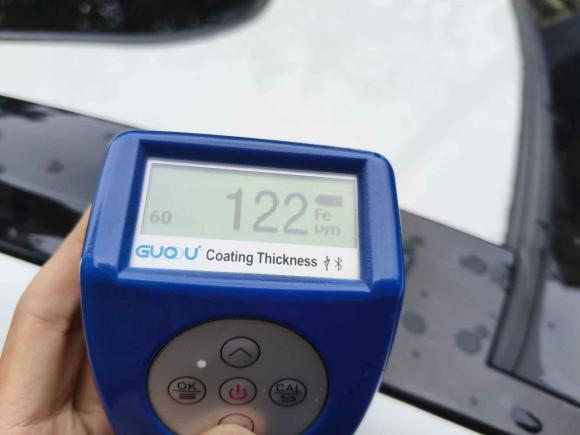 60 122 Fe µm
GUOOU® Coating Thickness
OK CAL